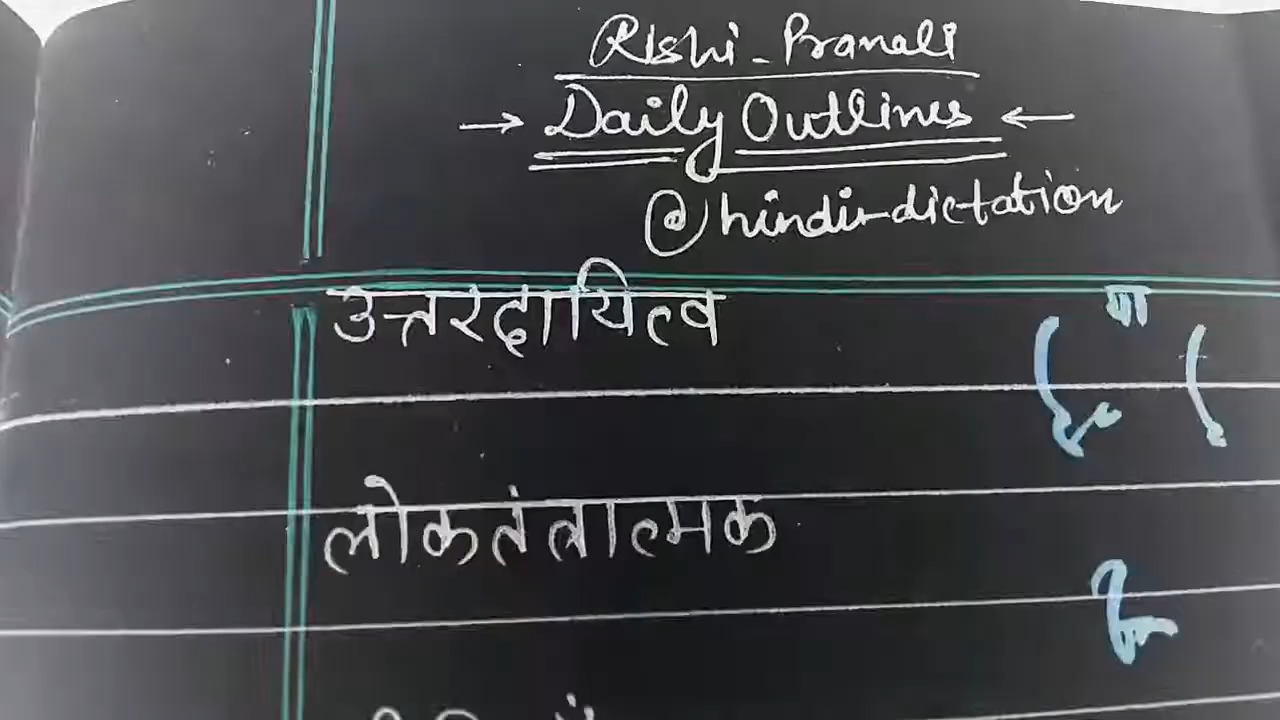 Rishi-Pranali
→ Daily Outlines ←
@hindi-dictation
उत्तरदायित्व
या
लोकतंत्रात्मक